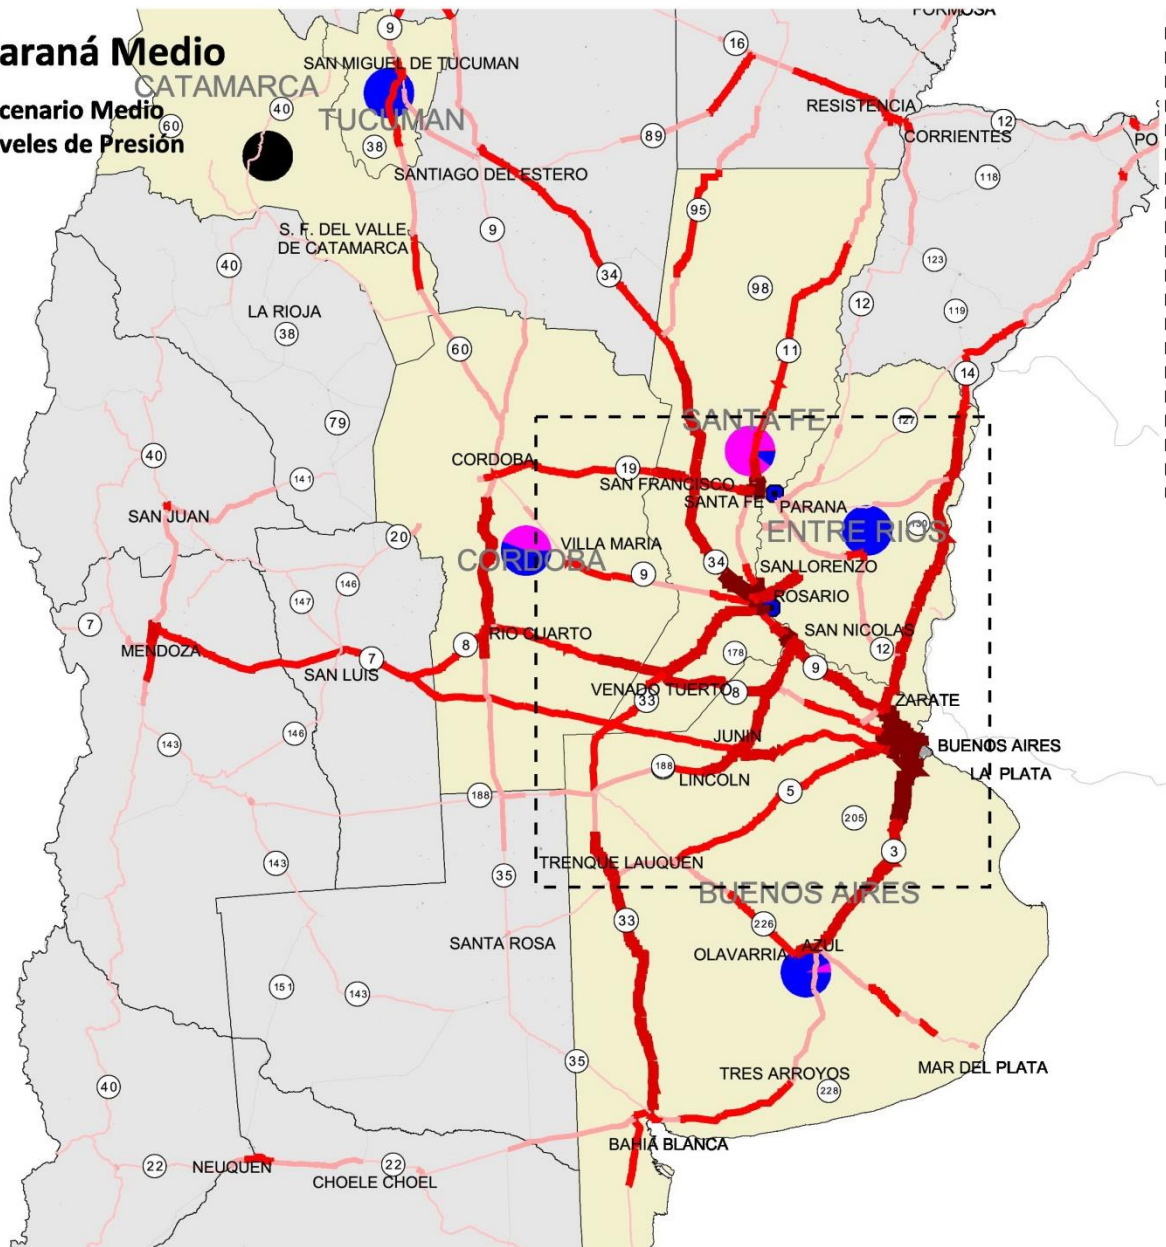 araná Medio
cenario Medio
veles de Presión
FORMOSA
9
16
SAN MIGUEL DE TUCUMAN
CATAMARCA
40
RESISTENCIA
60
TUCUMAN
12
89
CORRIENTES
PO
38
SANTIAGO DEL ESTERO
118
95
S. F. DEL VALLE
DE CATAMARCA
9
40
123
34
98
12
LA RIOJA
119
38
60
11
14
79
SANTA FE
127
40
CORDOBA
19
141
SAN FRANCISCO
SANTA FE
PARANA
SAN JUAN
130
ENTRE RIOS
20
VILLA MARIA
CORDOBA
34
SAN LORENZO
9
146
147
ROSARIO
7
RIO CUARTO
SAN NICOLAS
MENDOZA
8
178
12
7
SAN LUIS
9
VENADO TUERTO
8
33
ZARATE
146
JUNIN
143
BUENOS AIRES
188
LINCOLN
LA PLATA
188
5
205
143
3
TRENQUE LAUQUEN
35
BUENOS AIRES
33
226
SANTA ROSA
OLAVARRIA
AZUL
151
143
35
TRES ARROYOS
MAR DEL PLATA
40
228
BAHIA BLANCA
22
NEUQUEN
22
CHOELE CHOEL